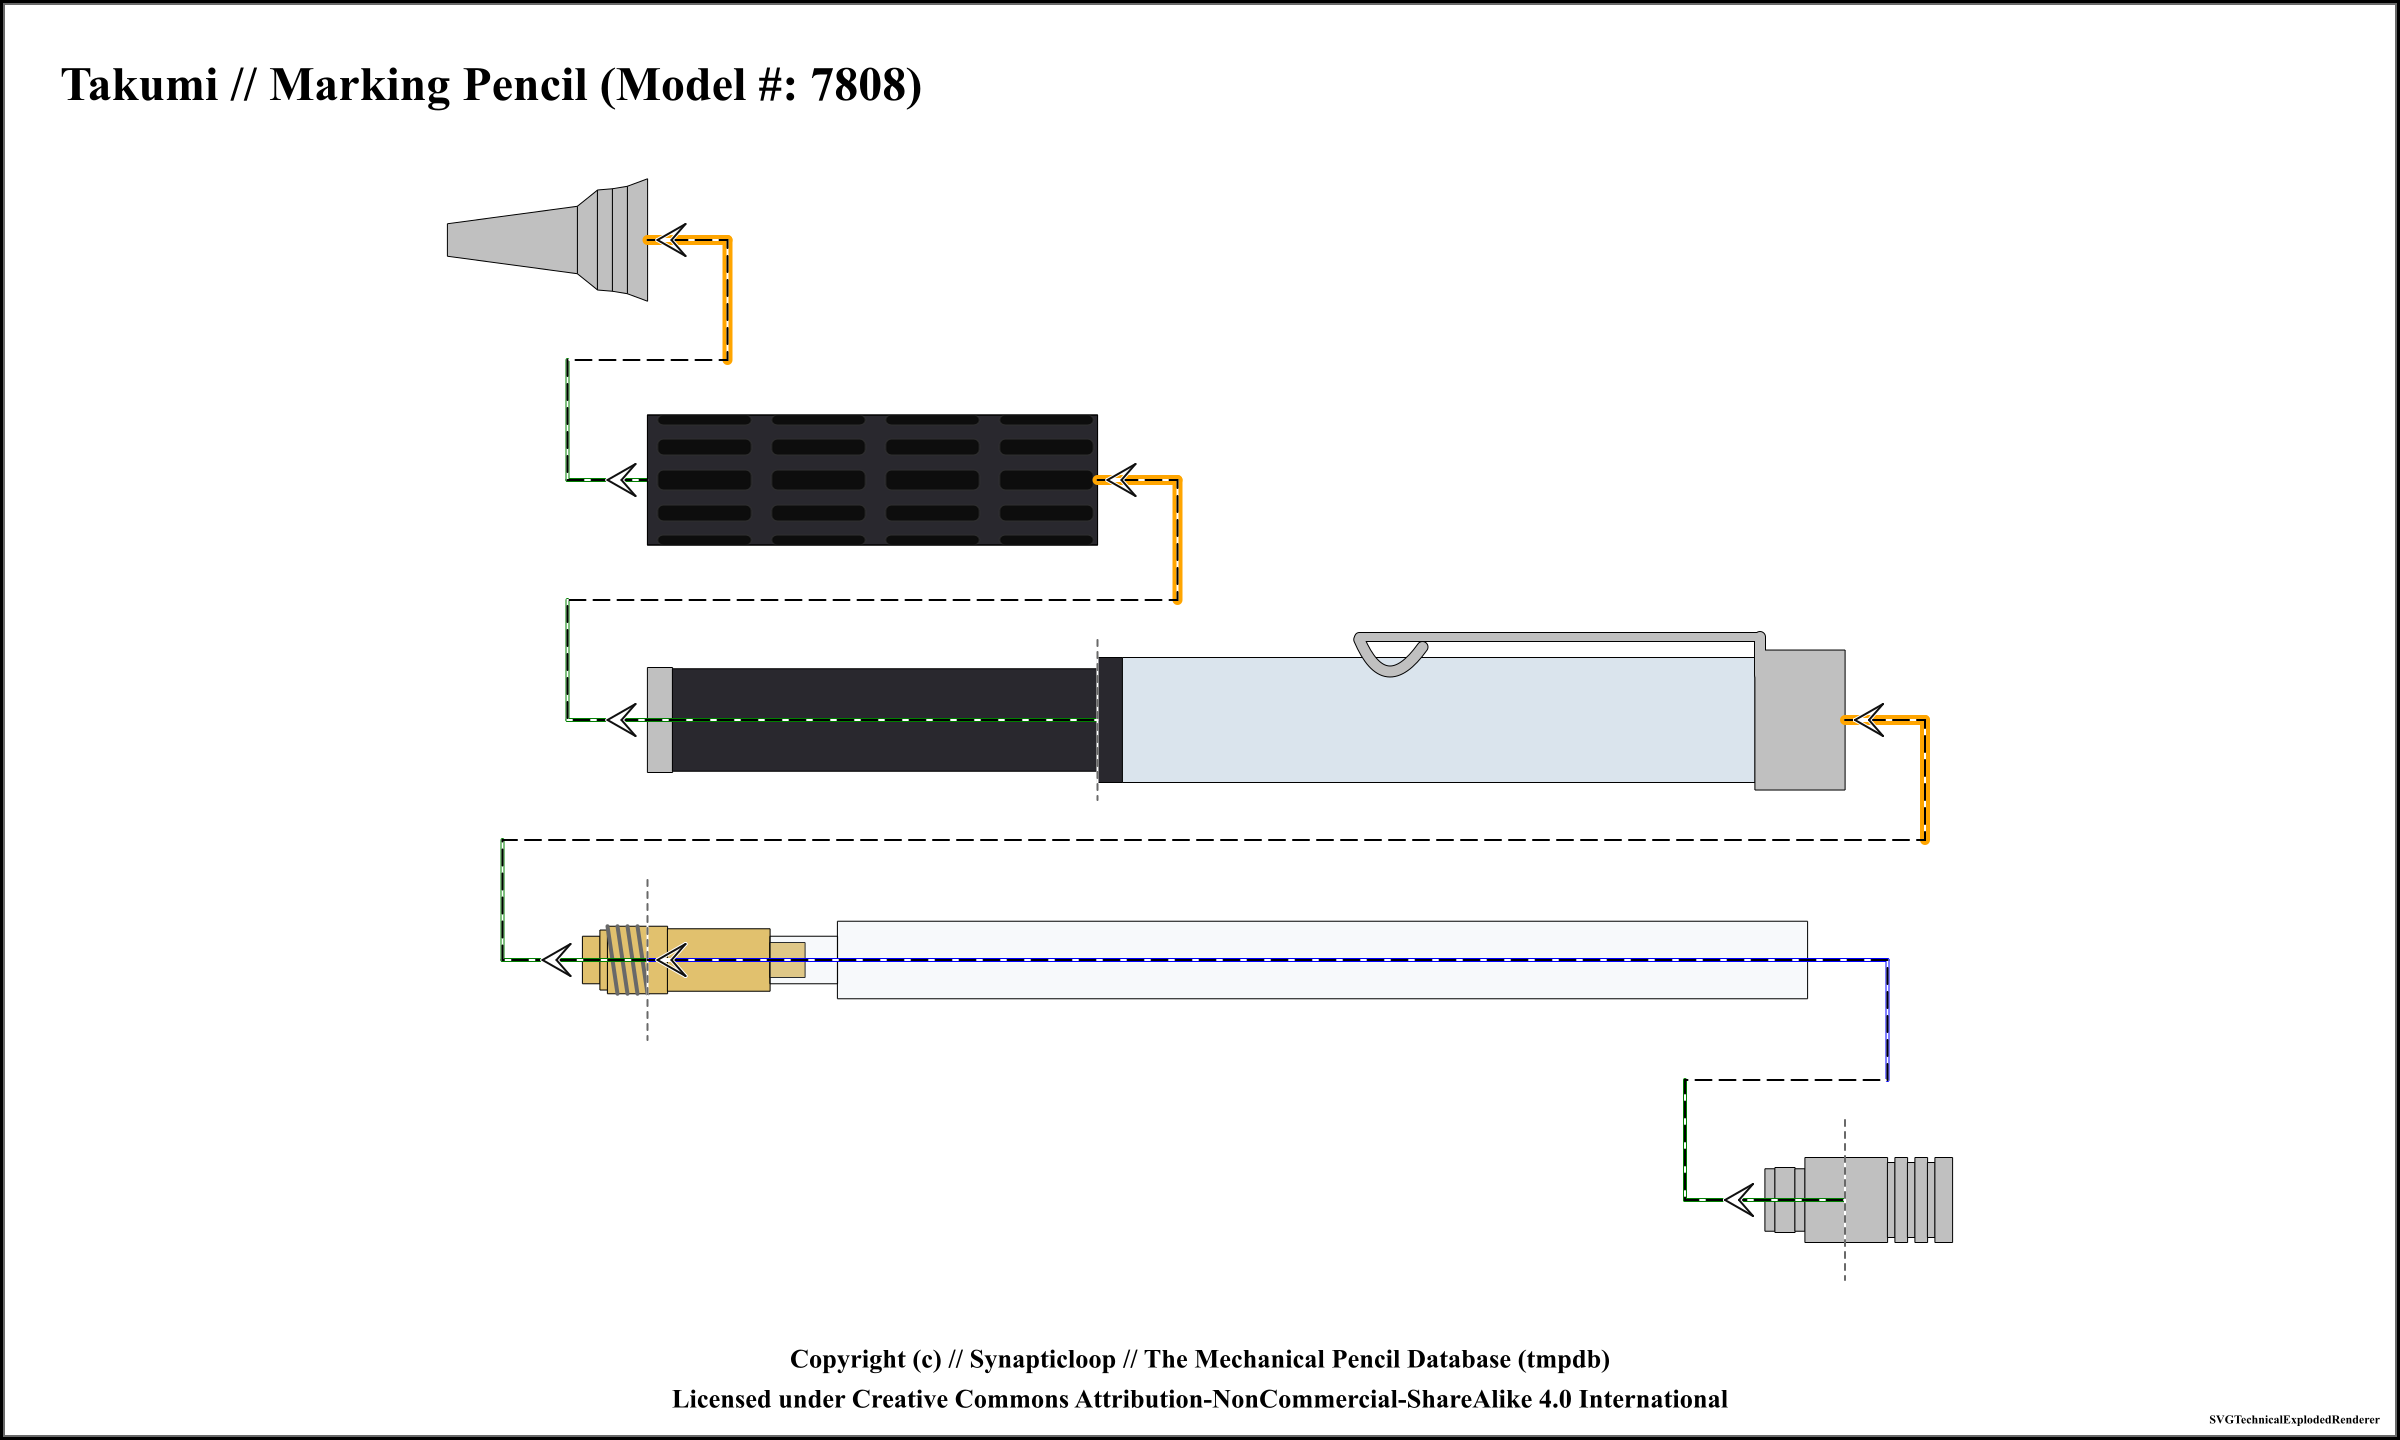 Takumi // Marking Pencil (Model #: 7808)
Copyright (c) // Synapticloop // The Mechanical Pencil Database (tmpdb)
Licensed under Creative Commons Attribution-NonCommercial-ShareAlike 4.0 International
SVGTechnicalExplodedRenderer